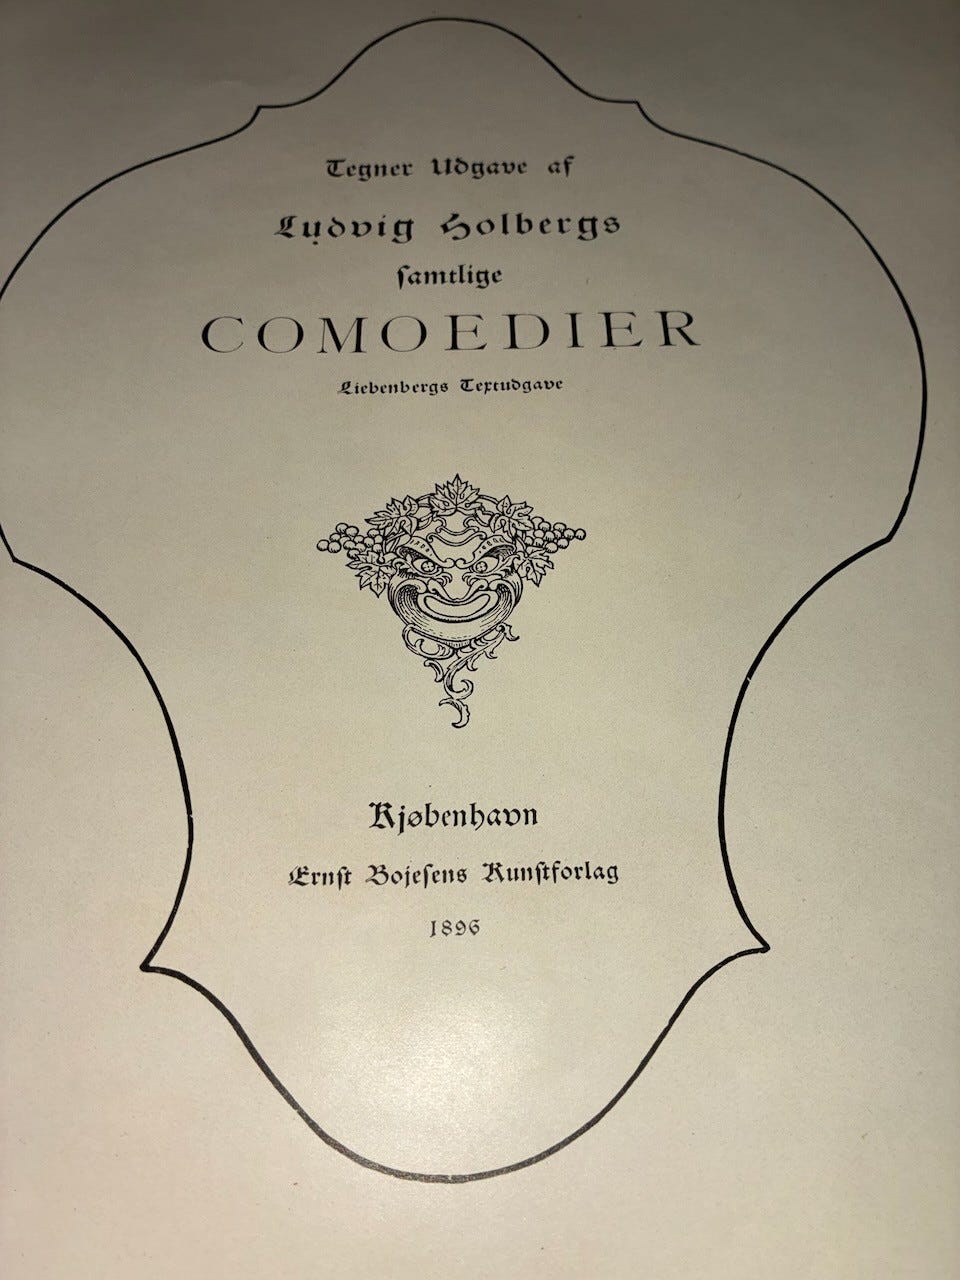 Tegner Udgave af
Ludvig Holbergs
ſamtlige
COMOEDIER
Liebenbergs Textudgave
Kjøbenhavn
Ernſt Bojeſens Kunſtforlag
1896